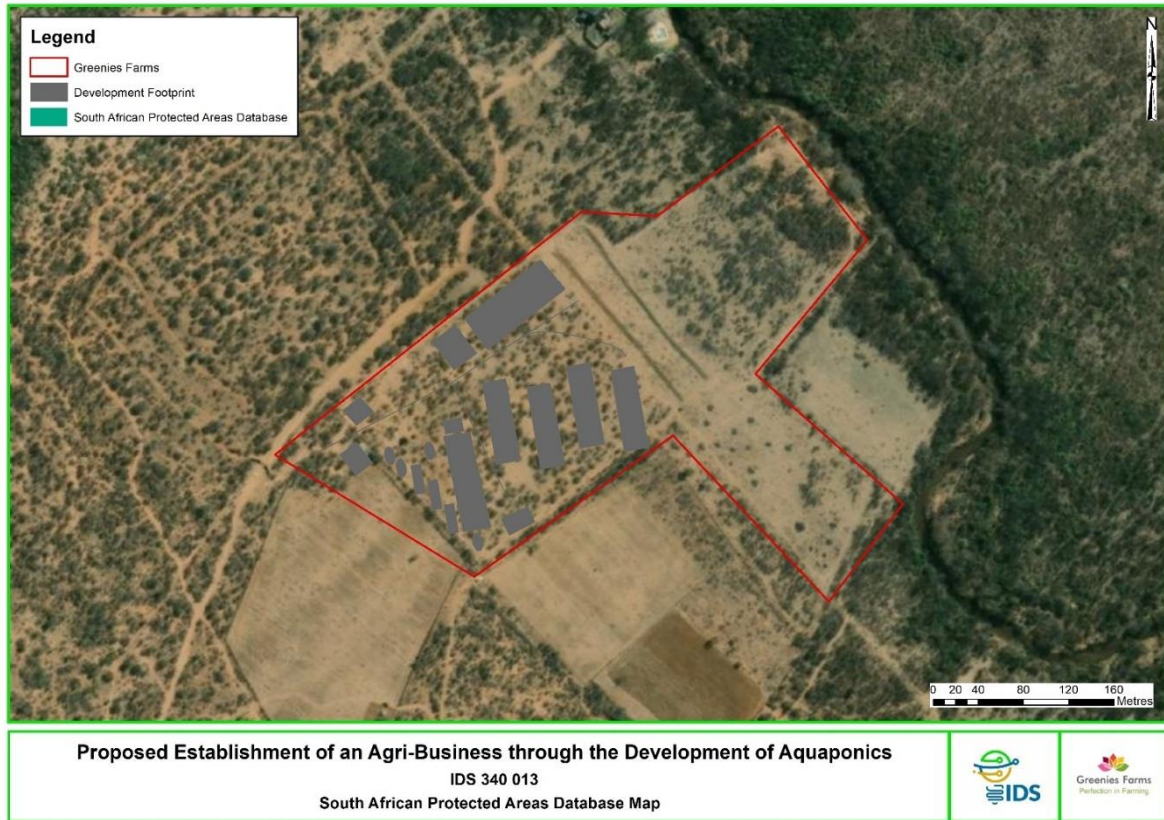 Legend
Greenies Farms
Development Footprint
South African Protected Areas Database
N
0 20 40 80 120 160
Metres
Proposed Establishment of an Agri-Business through the Development of Aquaponics
IDS 340 013
South African Protected Areas Database Map
IDS
Greenies Farms
Perfection in Farming